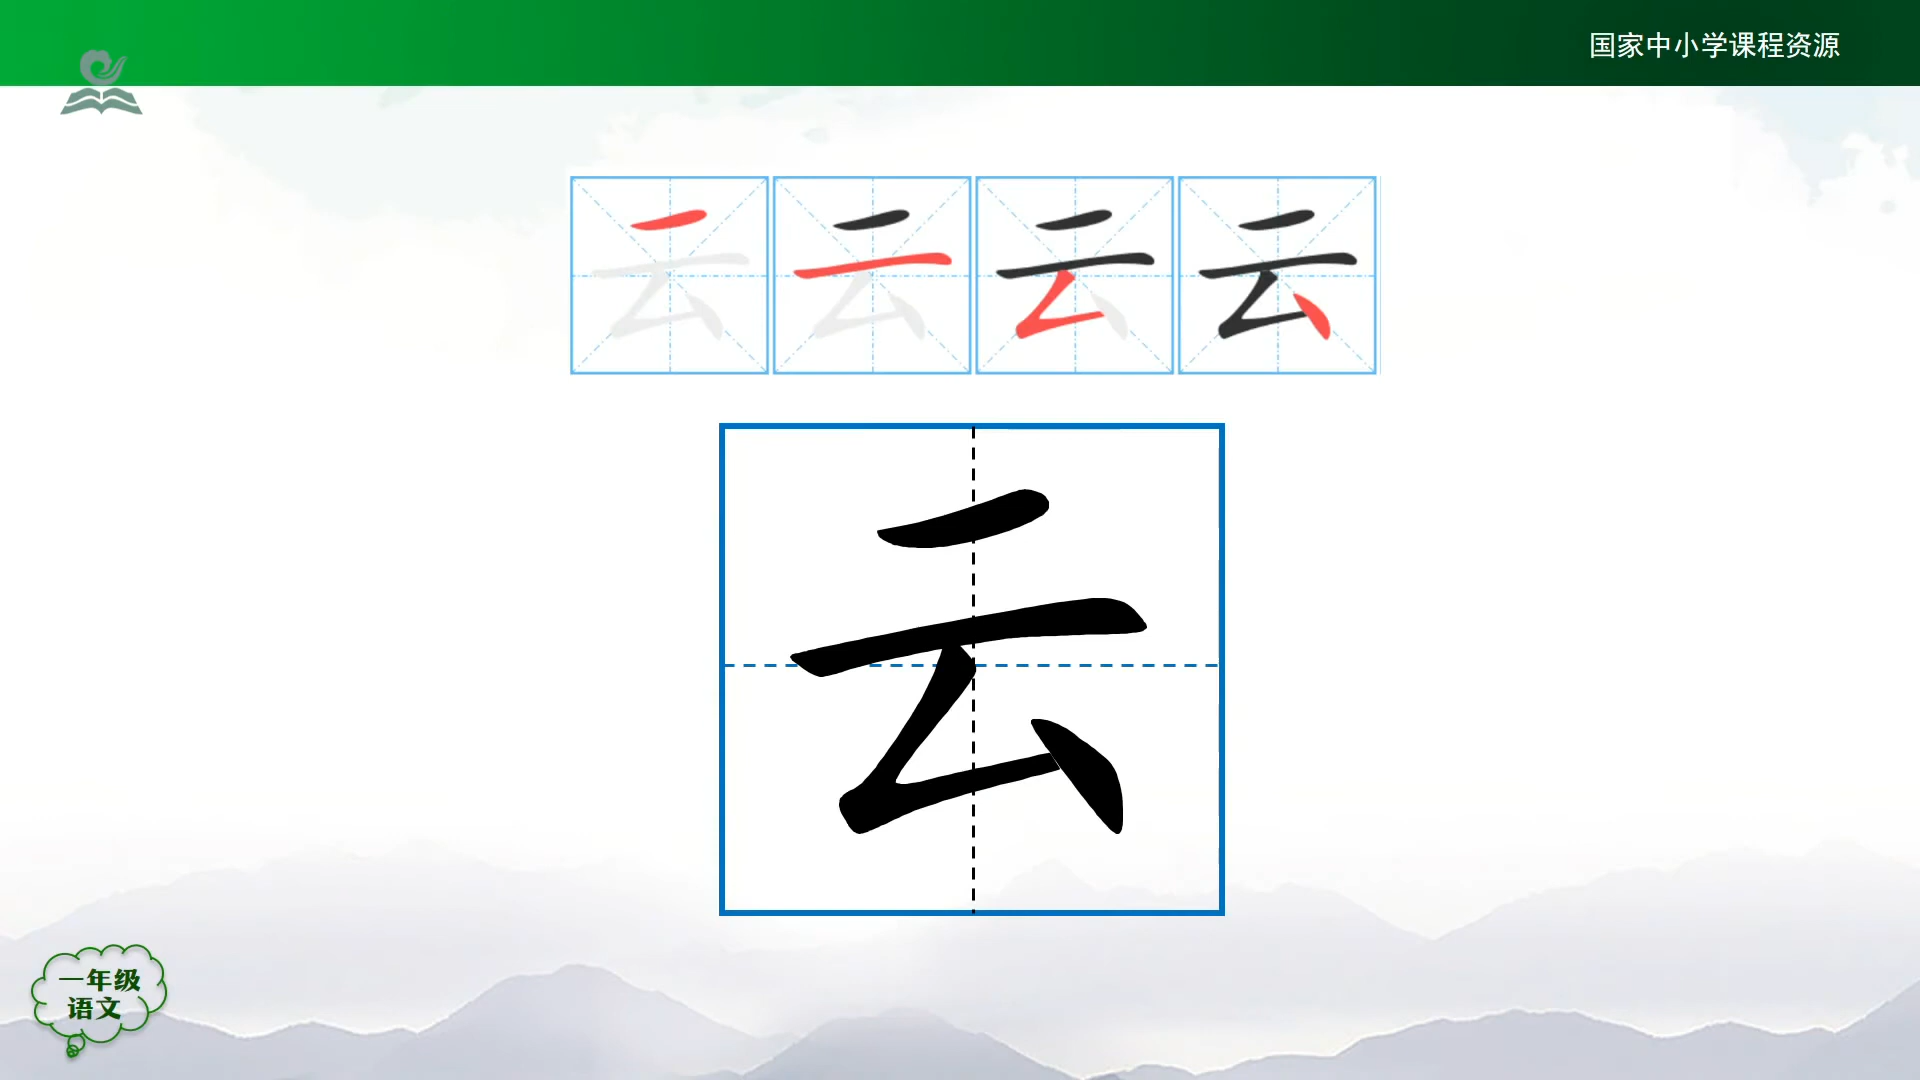 国家中小学课程资源
云 云 云 云
云
一年级
语文